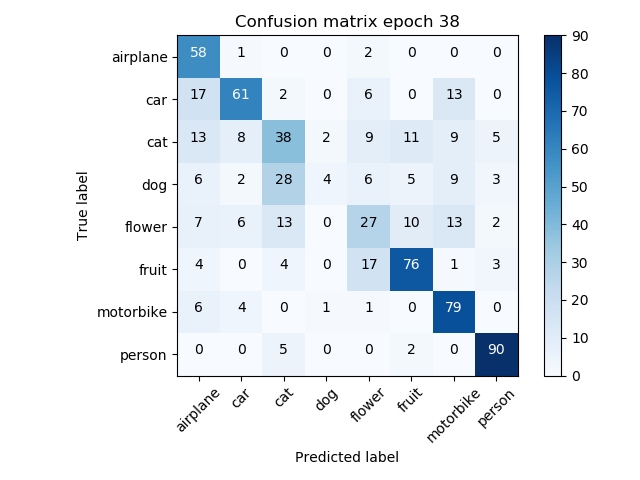 Confusion matrix epoch 38
True label
airplane 58 1 0 0 2 0 0 0
car 17 61 2 0 6 0 13 0
cat 13 8 38 2 9 11 9 5
dog 6 2 28 4 6 5 9 3
flower 7 6 13 0 27 10 13 2
fruit 4 0 4 0 17 76 1 3
motorbike 6 4 0 1 1 0 79 0
person 0 0 5 0 0 2 0 90
airplane car cat dog flower fruit motorbike person
Predicted label
90
80
70
60
50
40
30
20
10
0